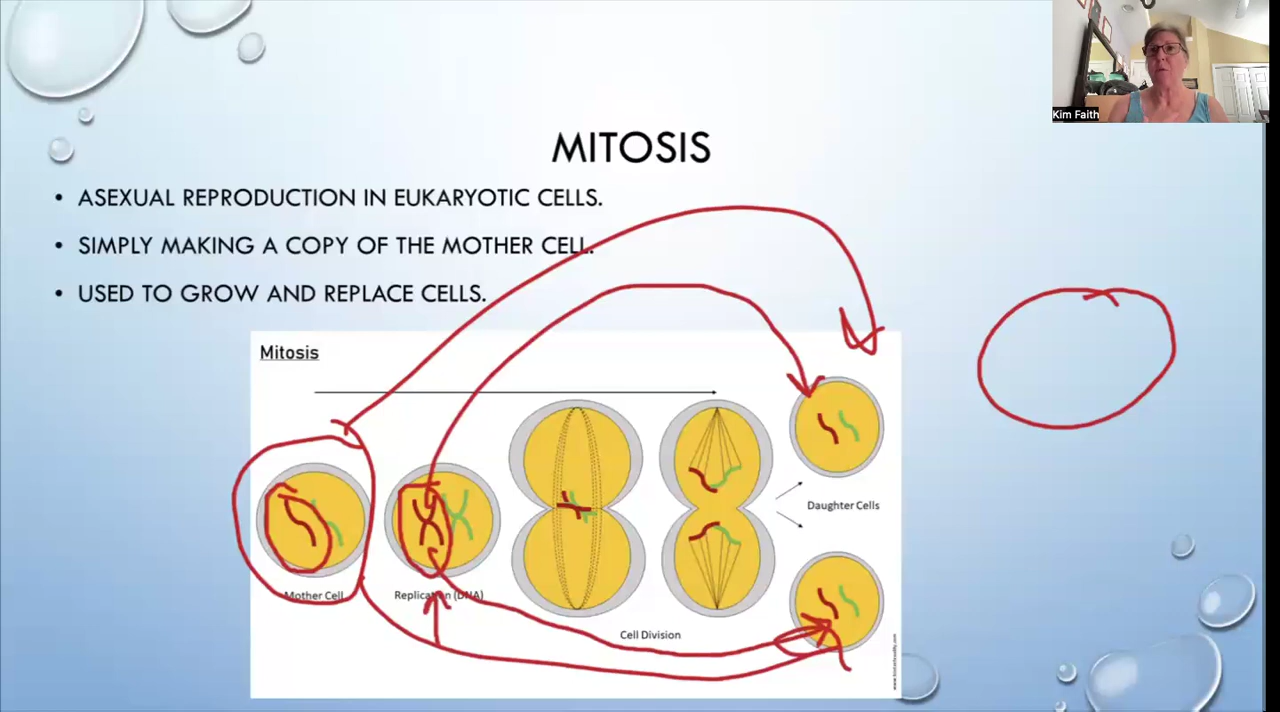 Kim Faith
MITOSIS
• ASEXUAL REPRODUCTION IN EUKARYOTIC CELLS.
• SIMPLY MAKING A COPY OF THE MOTHER CELL.
• USED TO GROW AND REPLACE CELLS.
Mitosis
Daughter Cells
Mother Cell
Replication (DNA)
Cell Division